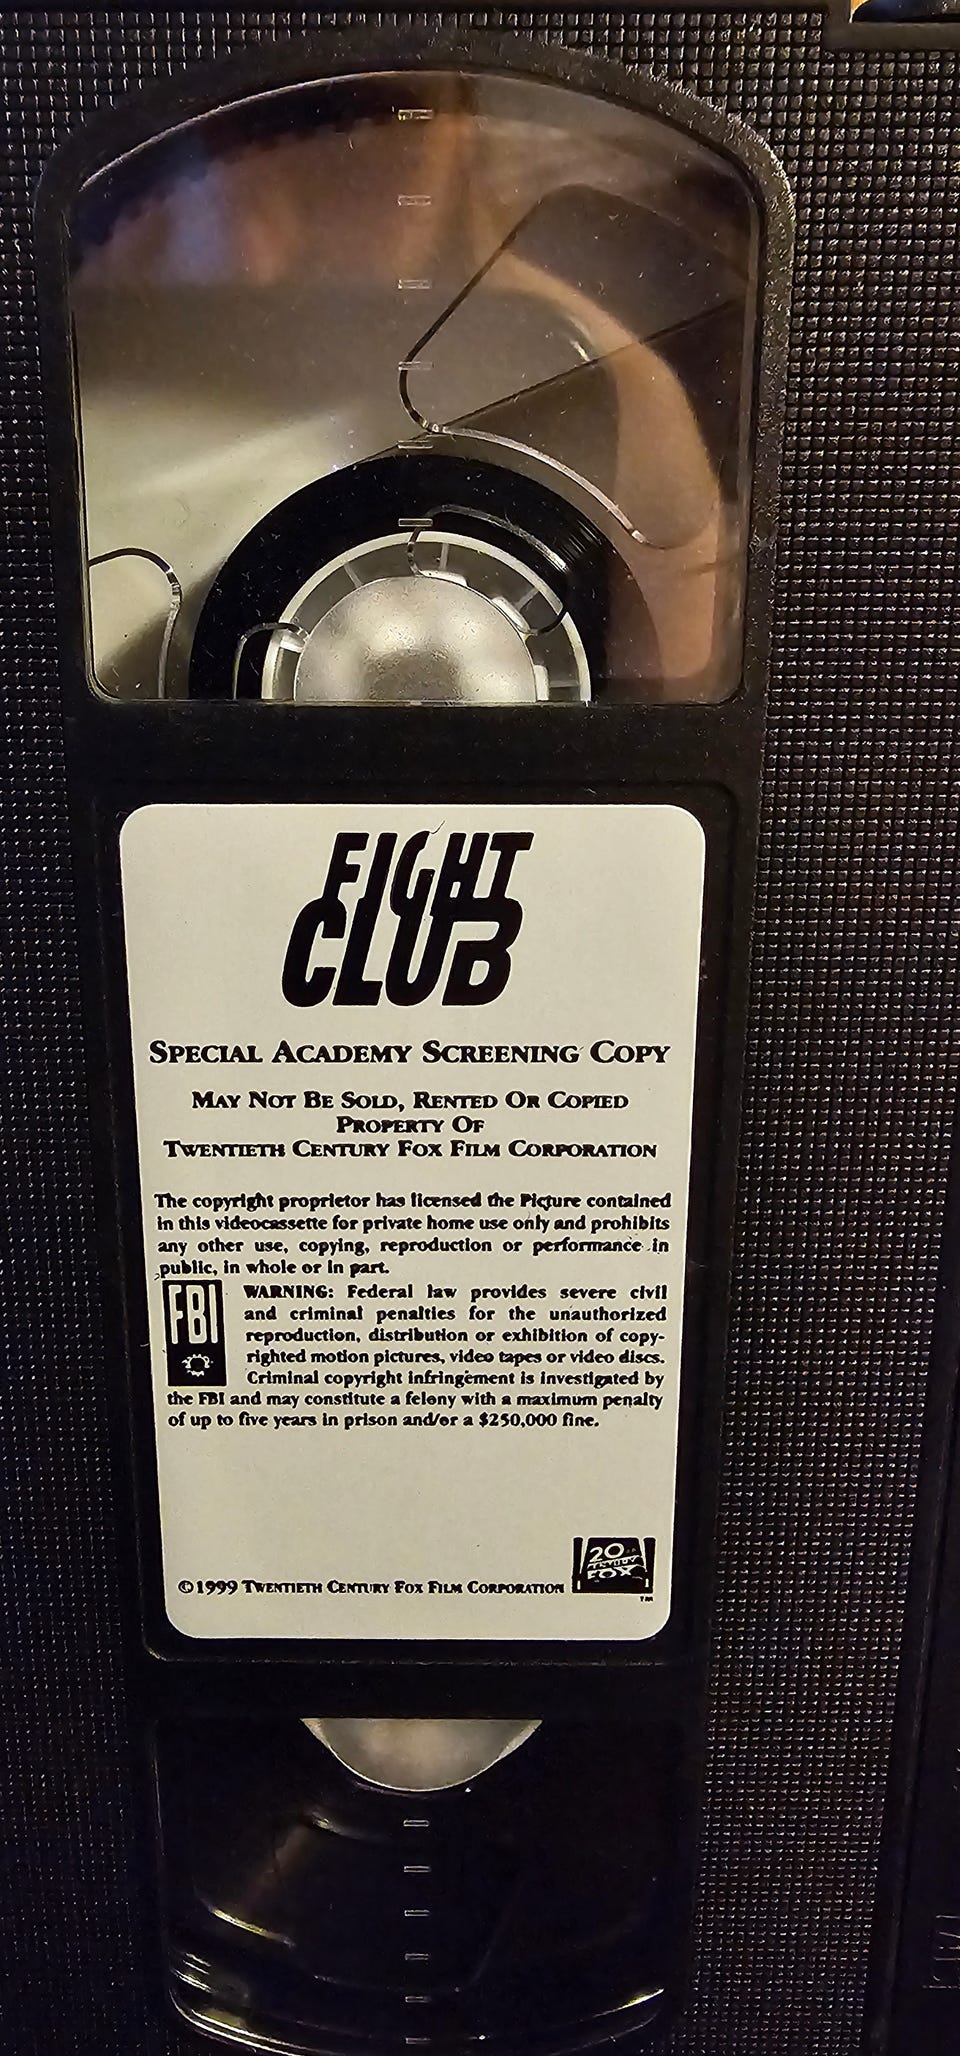 FIGHT
CLUB
SPECIAL ACADEMY SCREENING COPY
MAY NOT BE SOLD, RENTED OR COPIED
PROPERTY OF
TWENTIETH CENTURY FOX FILM CORPORATION
The copyright proprietor has licensed the Picture contained
in this videocassette for private home use only and prohibits
any other use, copying, reproduction or performance in
public, in whole or in part.
FBI
WARNING: Federal law provides severe civil
and criminal penalties for the unauthorized
reproduction, distribution or exhibition of copy-
righted motion pictures, video tapes or video discs.
Criminal copyright infringement is investigated by
the FBI and may constitute a felony with a maximum penalty
of up to five years in prison and/or a $250,000 fine.
20
CENTURY
FOX
©1999 TWENTIETH CENTURY FOX FILM CORPORATION
TM